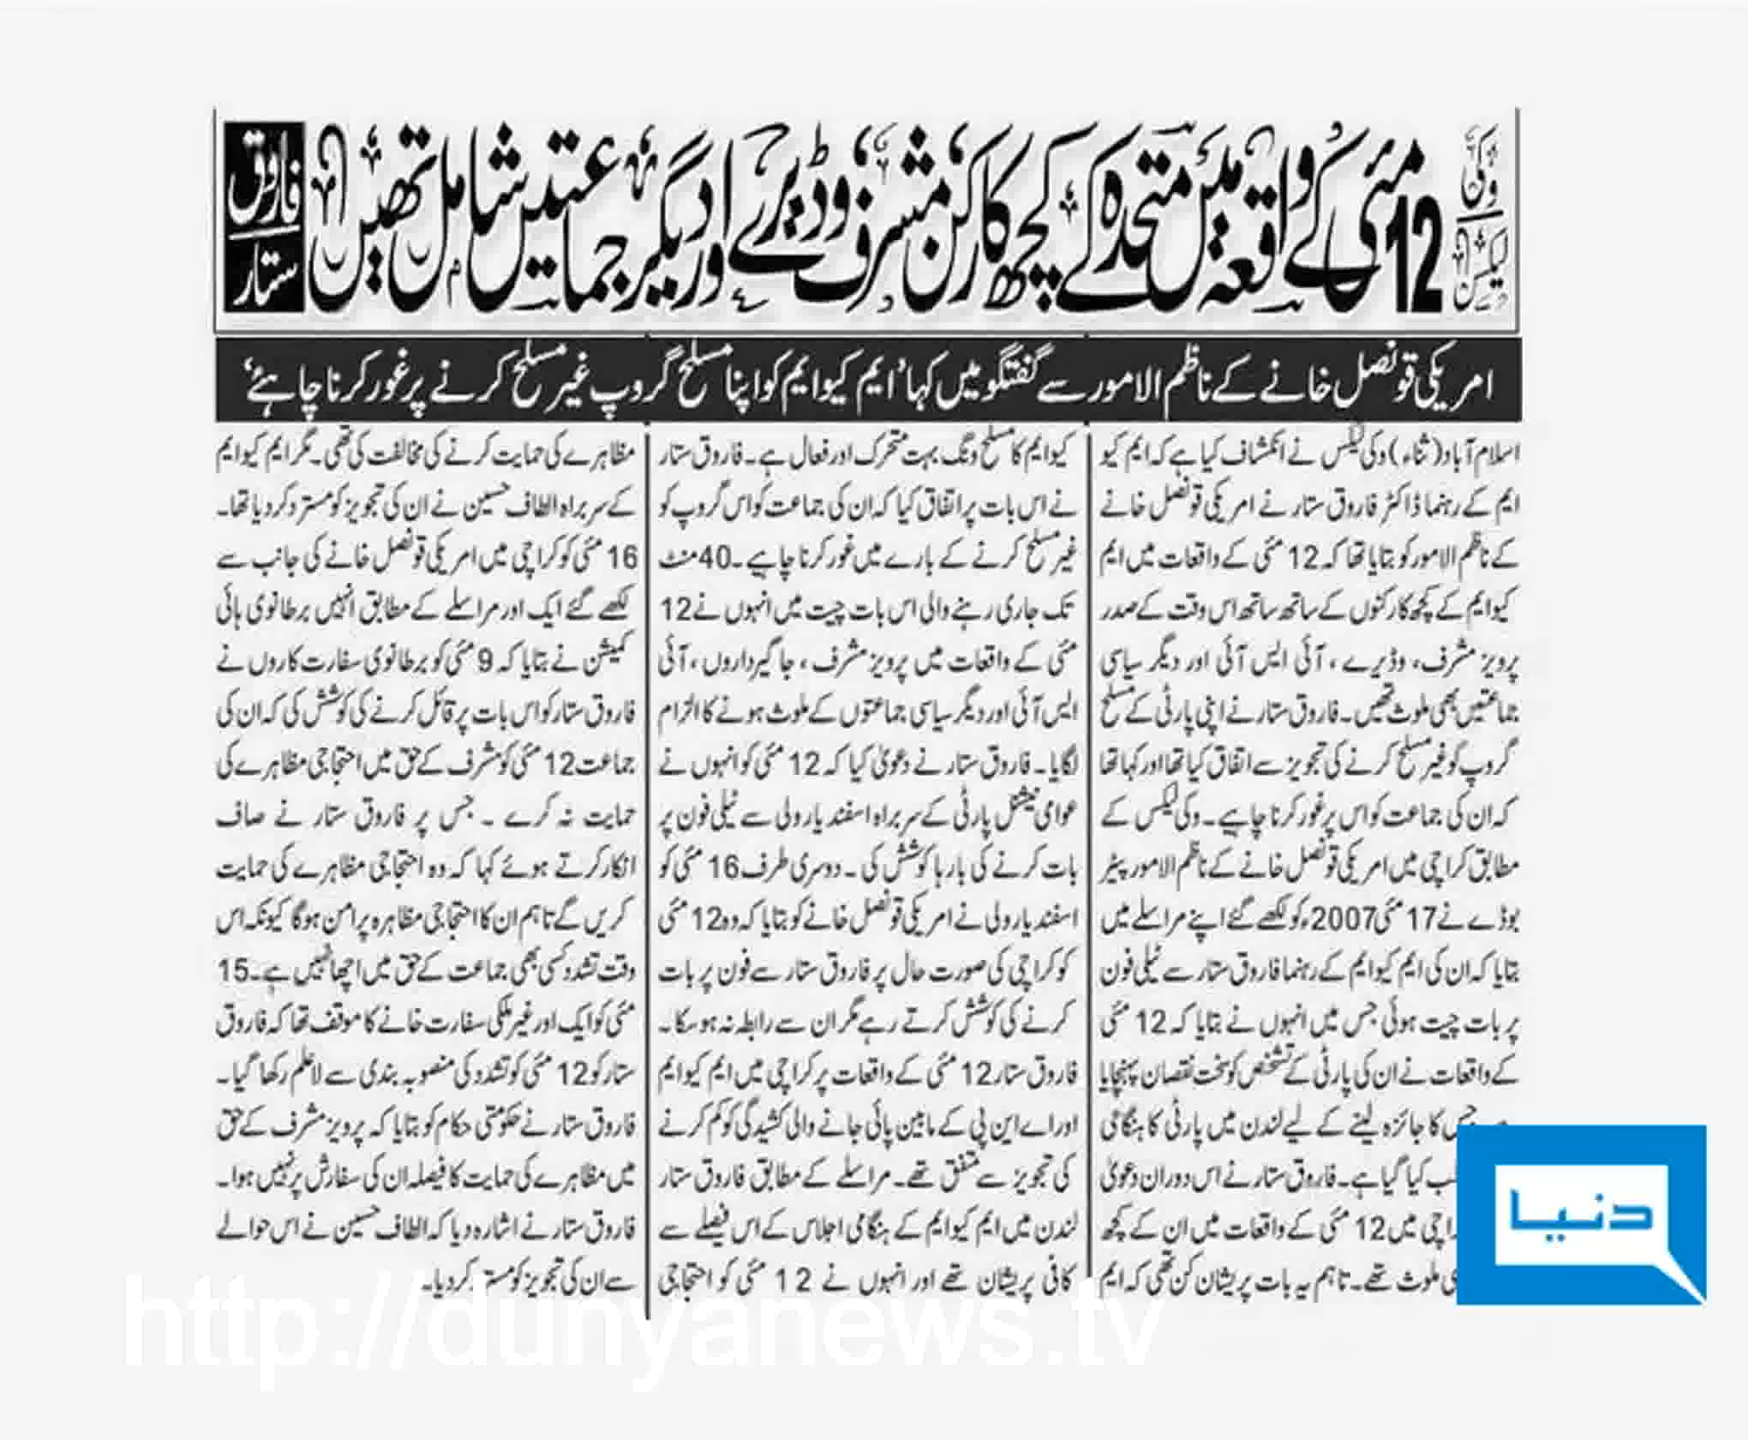 وکی لیکس
12 مئی کے واقعہ میں متحدہ کے کچھ کارکن، مشرف، وڈیرے اور دیگر جماعتیں شامل تھیں
فاروق ستار
امریکی قونصل خانے کے ناظم الامور سے گفتگو میں کہا ’ایم کیو ایم کو اپنا مسلح گروپ غیر مسلح کرنے پر غور کرنا چاہئے‘
اسلام آباد (ثناء) وکی لیکس نے انکشاف کیا ہے کہ ایم کیو
ایم کے رہنما ڈاکٹر فاروق ستار نے امریکی قونصل خانے
کے ناظم الامور کو بتایا تھا کہ 12 مئی کے واقعات میں ایم
کیو ایم کے کچھ کارکنوں کے ساتھ ساتھ اس وقت کے صدر
پرویز مشرف، وڈیرے، آئی ایس آئی اور دیگر سیاسی
جماعتیں بھی ملوث تھیں۔ فاروق ستار نے اپنی پارٹی کے مسلح
گروپ کو غیر مسلح کرنے کی تجویز سے اتفاق کیا تھا اور کہا تھا
کہ ان کی جماعت کو اس پر غور کرنا چاہیے۔ وکی لیکس کے
مطابق کراچی میں امریکی قونصل خانے کے ناظم الامور پیٹر
بوڈے نے 17 مئی 2007ء کو لکھے گئے اپنے مراسلے میں
بتایا کہ ان کی ایم کیو ایم کے رہنما فاروق ستار سے ٹیلی فون
پر بات چیت ہوئی جس میں انہوں نے بتایا کہ 12 مئی
کے واقعات نے ان کی پارٹی کے تشخص کو سخت نقصان پہنچایا
جس کا جائزہ لینے کے لیے لندن میں پارٹی کا ہنگامی
کیا گیا ہے۔ فاروق ستار نے اس دوران دعویٰ
میں 12 مئی کے واقعات میں ان کے کچھ
ملوث تھے۔ تاہم یہ بات پریشان کن تھی کہ ایم
کیو ایم کا مسلح ونگ بہت متحرک اور فعال ہے۔ فاروق ستار
نے اس بات پر اتفاق کیا کہ ان کی جماعت کو اس گروپ کو
غیر مسلح کرنے کے بارے میں غور کرنا چاہیے۔ 40 منٹ
تک جاری رہنے والی اس بات چیت میں انہوں نے 12
مئی کے واقعات میں پرویز مشرف، جاگیرداروں، آئی
ایس آئی اور دیگر سیاسی جماعتوں کے ملوث ہونے کا الزام
لگایا۔ فاروق ستار نے دعویٰ کیا کہ 12 مئی کو انہوں نے
عوامی نیشنل پارٹی کے سربراہ اسفند یار ولی سے ٹیلی فون پر
بات کرنے کی بارہا کوشش کی۔ دوسری طرف 16 مئی کو
اسفند یار ولی نے امریکی قونصل خانے کو بتایا کہ وہ 12 مئی
کو کراچی کی صورت حال پر فاروق ستار سے فون پر بات
کرنے کی کوشش کرتے رہے مگر ان سے رابطہ نہ ہو سکا۔
فاروق ستار 12 مئی کے واقعات پر کراچی میں ایم کیو ایم
اور اے این پی کے مابین پائی جانے والی کشیدگی کو کم کرنے
کی تجویز سے متفق تھے۔ مراسلے کے مطابق فاروق ستار
لندن میں ایم کیو ایم کے ہنگامی اجلاس کے اس فیصلے سے
کافی پریشان تھے اور انہوں نے 12 مئی کو احتجاجی
مظاہرے کی حمایت کرنے کی مخالفت کی تھی۔ مگر ایم کیو ایم
کے سربراہ الطاف حسین نے ان کی تجویز کو مسترد کر دیا تھا۔
16 مئی کو کراچی میں امریکی قونصل خانے کی جانب سے
لکھے گئے ایک اور مراسلے کے مطابق انہیں برطانوی ہائی
کمیشن نے بتایا کہ 9 مئی کو برطانوی سفارت کاروں نے
فاروق ستار کو اس بات پر قائل کرنے کی کوشش کی کہ ان کی
جماعت 12 مئی کو مشرف کے حق میں احتجاجی مظاہرے کی
حمایت نہ کرے۔ جس پر فاروق ستار نے صاف
انکار کرتے ہوئے کہا کہ وہ احتجاجی مظاہرے کی حمایت
کریں گے تاہم ان کا احتجاجی مظاہرہ پرامن ہوگا کیونکہ اس
وقت تشدد کسی بھی جماعت کے حق میں اچھا نہیں ہے۔ 15
مئی کو ایک اور غیر ملکی سفارت خانے کا موقف تھا کہ فاروق
ستار کو 12 مئی کو تشدد کی منصوبہ بندی سے لاعلم رکھا گیا۔
فاروق ستار نے حکومتی حکام کو بتایا کہ پرویز مشرف کے حق
میں مظاہرے کی حمایت کا فیصلہ ان کی سفارش پر نہیں ہوا۔
فاروق ستار نے اشارہ دیا کہ الطاف حسین نے اس حوالے
سے ان کی تجویز کو مسترد کر دیا۔
دنیا
http://dunyanews.tv